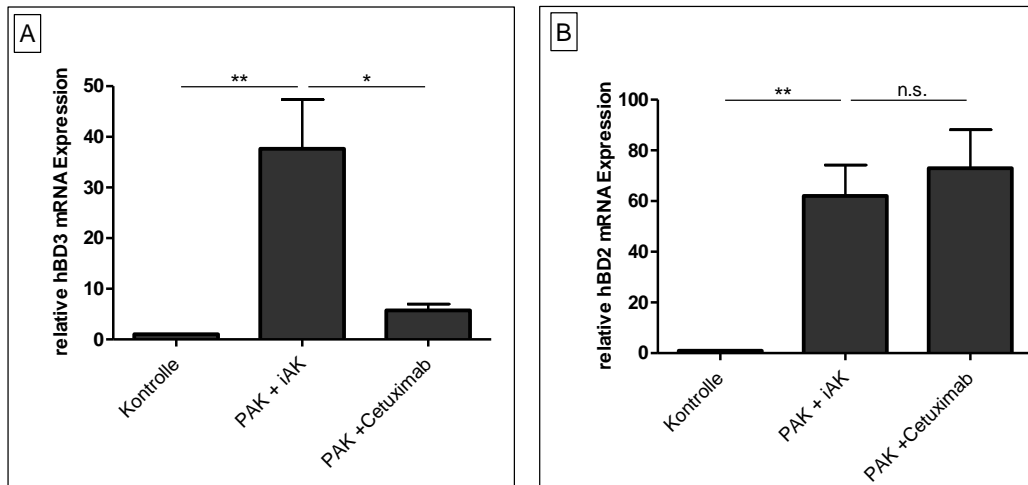 A
relative hBD3 mRNA Expression
** *
50
40
30
20
10
0
Kontrolle
PAK + iAK
PAK +Cetuximab
B
relative hBD2 mRNA Expression
** n.s.
100
80
60
40
20
0
Kontrolle
PAK + iAK
PAK +Cetuximab